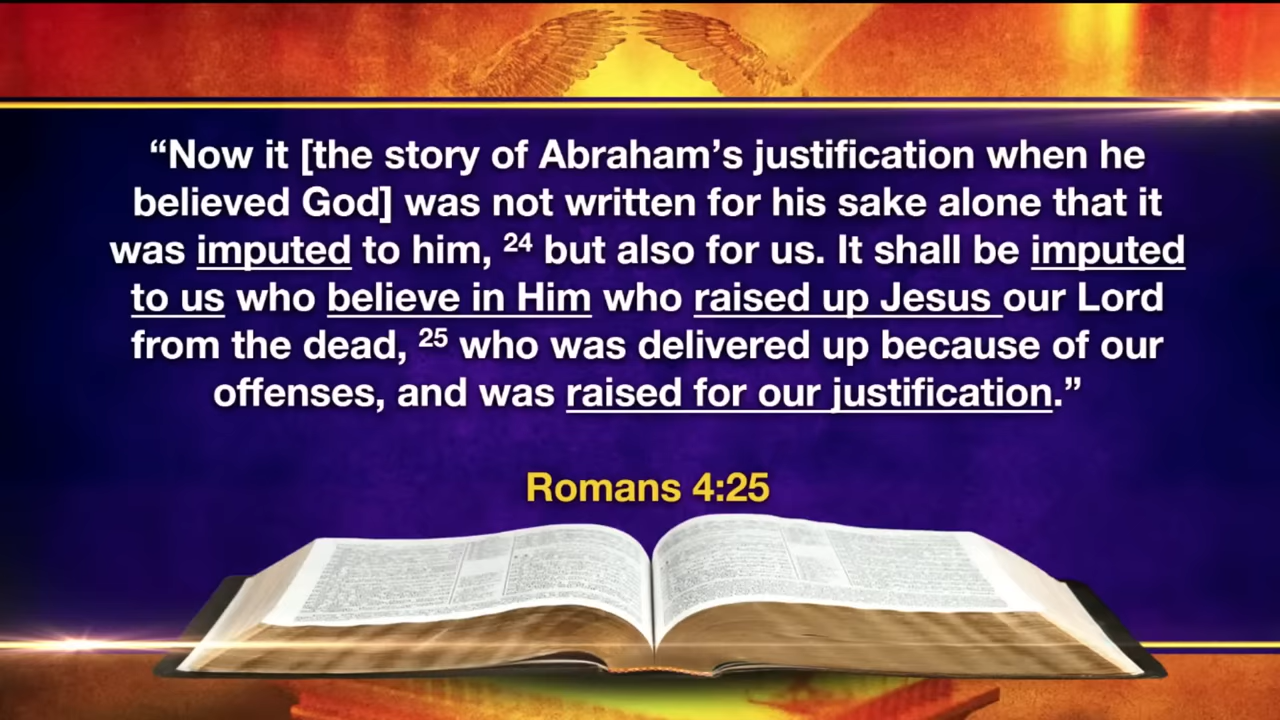 “Now it [the story of Abraham’s justification when he
believed God] was not written for his sake alone that it
was imputed to him, ²⁴ but also for us. It shall be imputed
to us who believe in Him who raised up Jesus our Lord
from the dead, ²⁵ who was delivered up because of our
offenses, and was raised for our justification.”
Romans 4:25